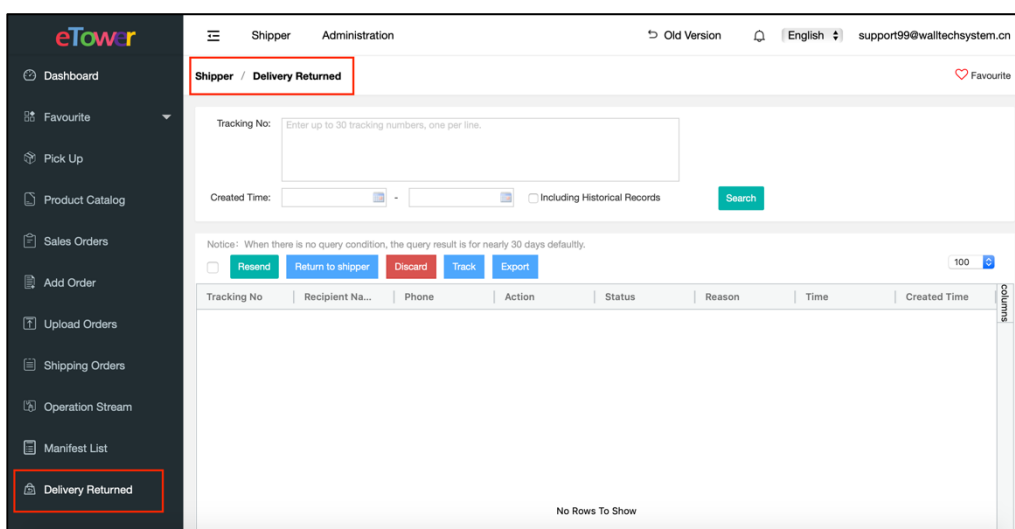 eTower
Shipper Administration Old Version English support99@walltechsystem.cn
Dashboard
Shipper / Delivery Returned Favourite
Favourite
Tracking No: Enter up to 30 tracking numbers, one per line.
Pick Up
Product Catalog
Created Time: - Including Historical Records Search
Sales Orders
Notice： When there is no query condition, the query result is for nearly 30 days defaultly.
Resend Return to shipper Discard Track Export 100
Add Order
Tracking No Recipient Na... Phone Action Status Reason Time Created Time columns
Upload Orders
Shipping Orders
Operation Stream
Manifest List
Delivery Returned
No Rows To Show